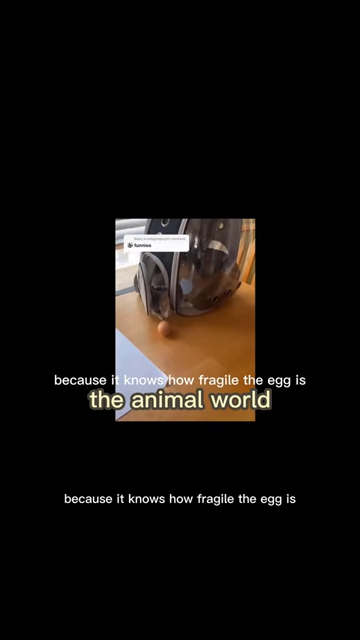 funnies
because it knows how fragile the egg is
the animal world
because it knows how fragile the egg is